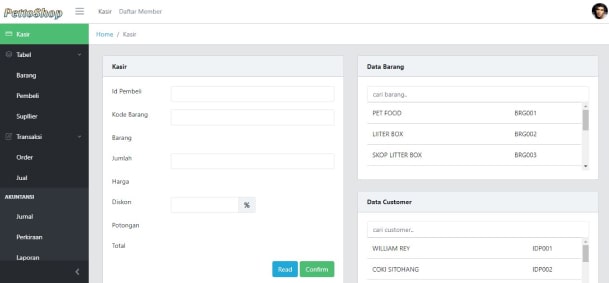 PettoShop
Kasir Daftar Member
Kasir
Home / Kasir
Tabel
Barang
Pembeli
Supllier
Transaksi
Order
Jual
AKUNTANSI
Jurnal
Perkiraan
Laporan
Kasir
Id Pembeli
Kode Barang
Barang
Jumlah
Harga
Diskon
%
Potongan
Total
Read Confirm
Data Barang
cari barang..
PET FOOD BRG001
LIITER BOX BRG002
SKOP LITTER BOX BRG003
Data Customer
cari customer..
WILLIAM REY IDP001
COKI SITOHANG IDP002